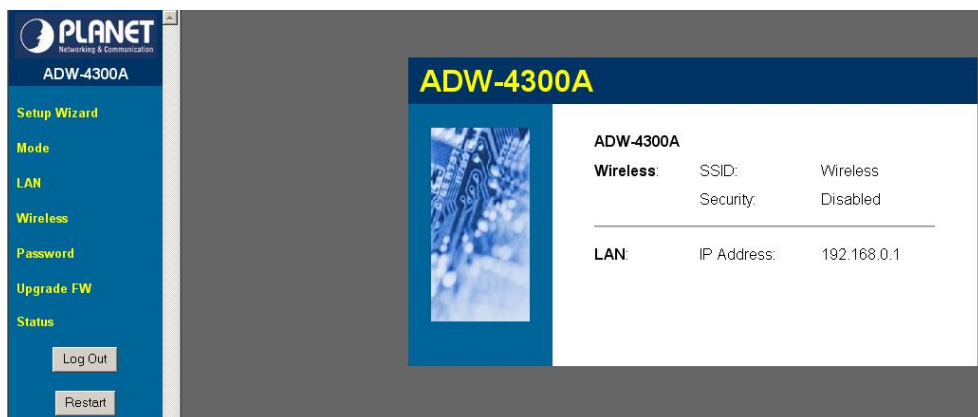 PLANET
Networking & Communication
ADW-4300A
Setup Wizard
Mode
LAN
Wireless
Password
Upgrade FW
Status
Log Out
Restart
ADW-4300A
ADW-4300A
Wireless: SSID: Wireless
Security: Disabled
LAN: IP Address: 192.168.0.1